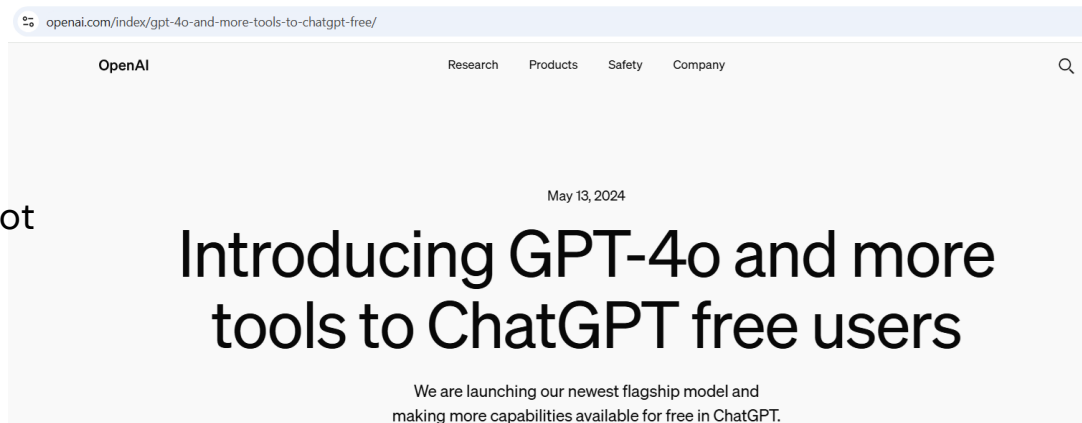 openai.com/index/gpt-4o-and-more-tools-to-chatgpt-free/
OpenAI
Research Products Safety Company
May 13, 2024
ot
Introducing GPT-4o and more
tools to ChatGPT free users
We are launching our newest flagship model and
making more capabilities available for free in ChatGPT.